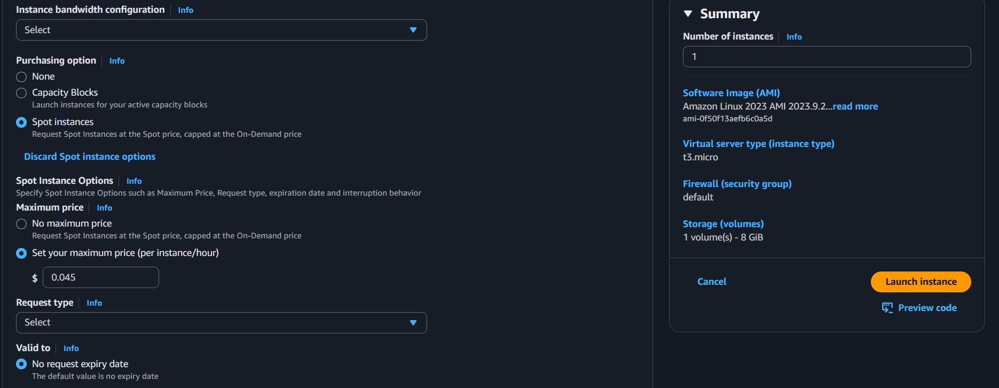 Instance bandwidth configuration Info
Select
Purchasing option Info
None
Capacity Blocks
Launch instances for your active capacity blocks
Spot instances
Request Spot Instances at the Spot price, capped at the On-Demand price
Discard Spot instance options
Spot Instance Options Info
Specify Spot Instance Options such as Maximum Price, Request type, expiration date and interruption behavior
Maximum price Info
No maximum price
Request Spot Instances at the Spot price, capped at the On-Demand price
Set your maximum price (per instance/hour)
$ 0.045
Request type Info
Select
Valid to Info
No request expiry date
The default value is no expiry date
Summary
Number of instances Info
1
Software Image (AMI)
Amazon Linux 2023 AMI 2023.9.2...read more
ami-0f50f13aefb6c0a5d
Virtual server type (instance type)
t3.micro
Firewall (security group)
default
Storage (volumes)
1 volume(s) - 8 GiB
Cancel
Launch instance
Preview code